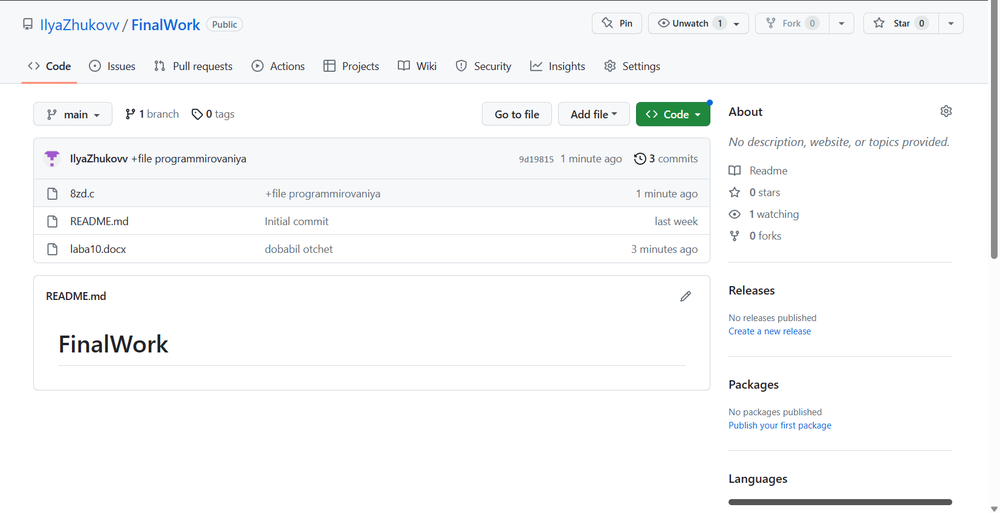 IlyaZhukovv / FinalWork Public
Pin
Unwatch 1
Fork 0
Star 0
Code
Issues
Pull requests
Actions
Projects
Wiki
Security
Insights
Settings
main
1 branch
0 tags
Go to file
Add file
Code
IlyaZhukovv +file programmirovaniya 9d19815 1 minute ago 3 commits
8zd.c +file programmirovaniya 1 minute ago
README.md Initial commit last week
laba10.docx dobabil otchet 3 minutes ago
README.md
FinalWork
About
No description, website, or topics provided.
Readme
0 stars
1 watching
0 forks
Releases
No releases published
Create a new release
Packages
No packages published
Publish your first package
Languages